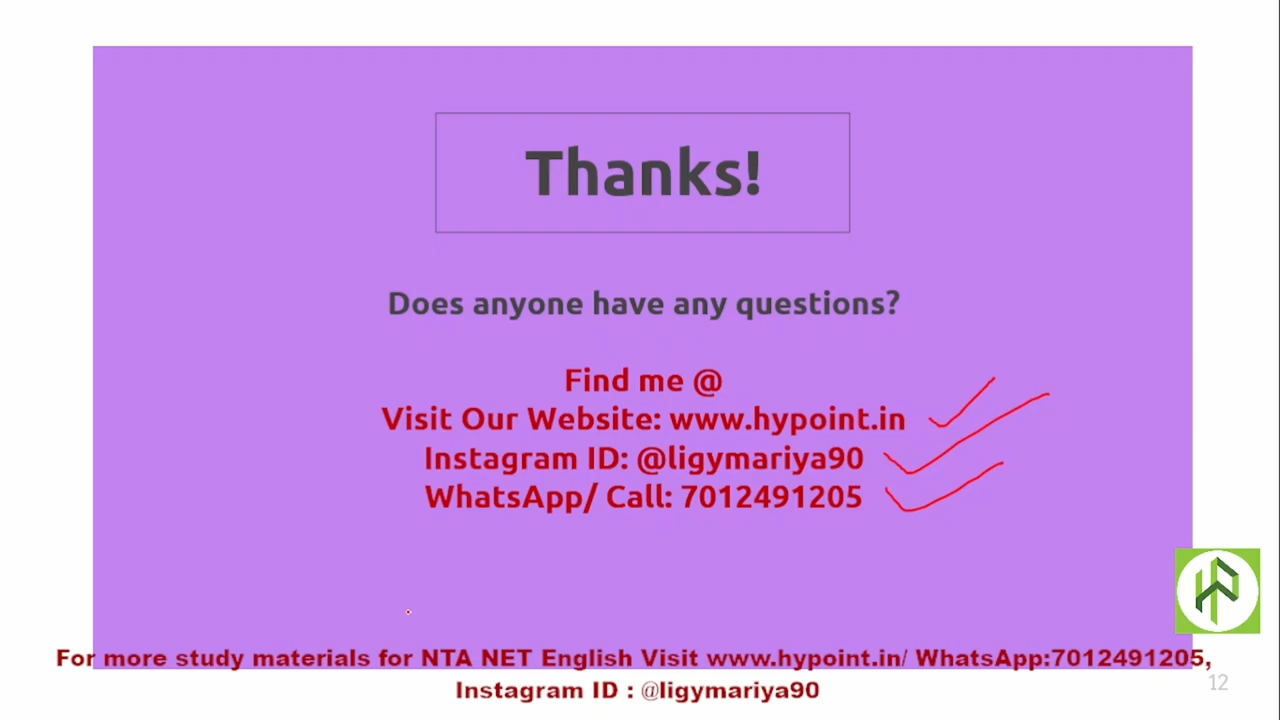 Thanks!
Does anyone have any questions?
Find me @
Visit Our Website: www.hypoint.in
Instagram ID: @ligymariya90
WhatsApp/ Call: 7012491205
For more study materials for NTA NET English Visit www.hypoint.in/ WhatsApp:7012491205,
Instagram ID : @ligymariya90
12